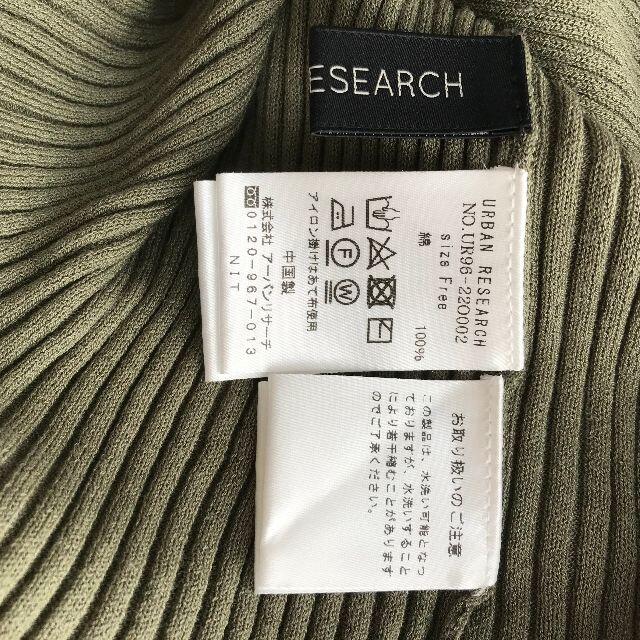 ESEARCH
URBAN RESEARCH
NO.UR96-22O002
size Free
綿 100%
アイロン掛けはあて布使用
中国製
株式会社 アーバンリサーチ
0120-967-013
NIT
お取り扱いのご注意
この製品は、水洗い可能となっ
ておりますが、水洗いすること
により若干縮むことがあります
のでご了承ください。